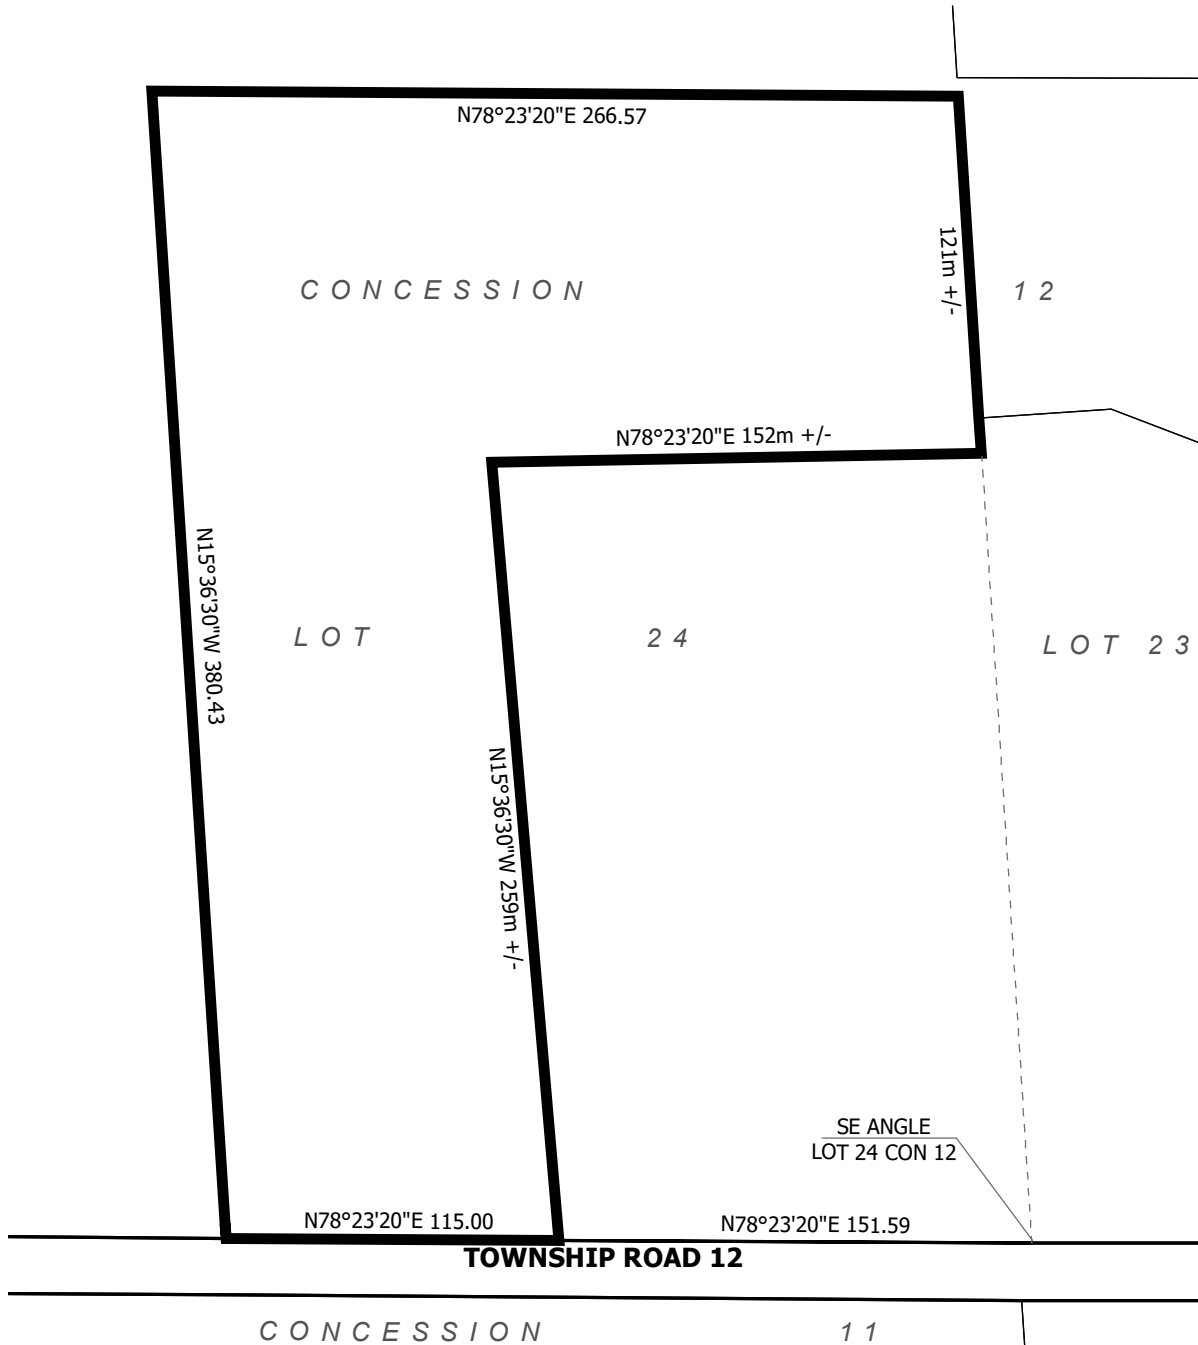 N78°23'20"E 266.57
121m +/-
CONCESSION 12
N78°23'20"E 152m +/-
N15°36'30"W 380.43
LOT 24
LOT 23
N15°36'30"W 259m +/-
SE ANGLE
LOT 24 CON 12
N78°23'20"E 115.00
N78°23'20"E 151.59
TOWNSHIP ROAD 12
CONCESSION 11